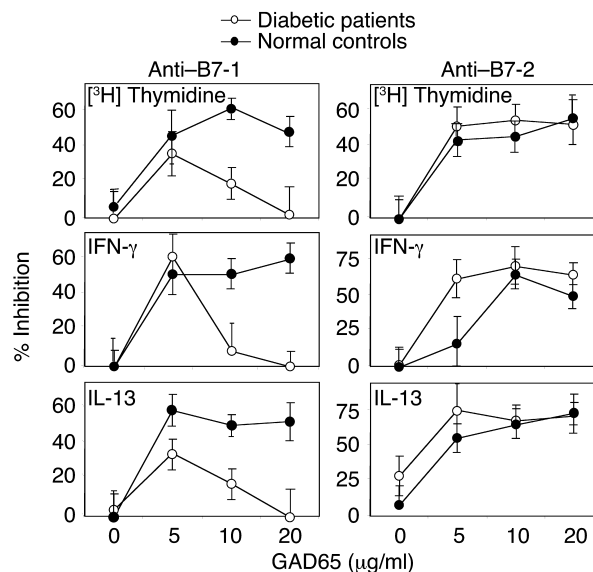 Diabetic patients
Normal controls
Anti–B7-1
Anti–B7-2
[³H] Thymidine
[³H] Thymidine
60
40
20
0
60
40
20
0
IFN-γ
IFN-γ
60
40
20
0
75
50
25
0
% Inhibition
IL-13
IL-13
60
40
20
0
75
50
25
0
0 5 10 20
0 5 10 20
GAD65 (µg/ml)